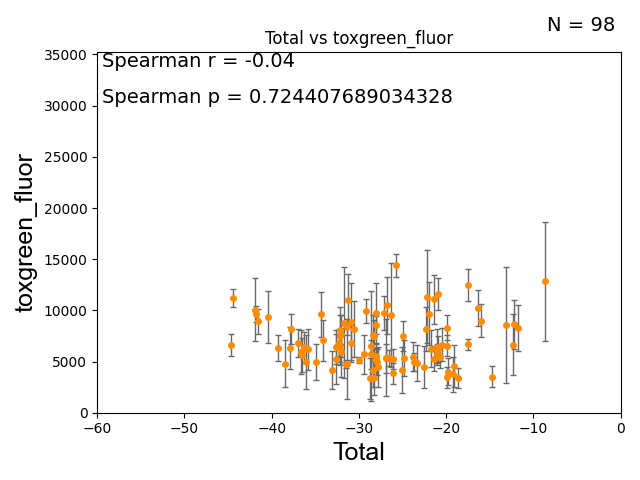 N = 98
Total vs toxgreen_fluor
Spearman r = -0.04
Spearman p = 0.724407689034328
35000
30000
25000
20000
15000
10000
5000
0
toxgreen_fluor
−60 −50 −40 −30 −20 −10 0
Total